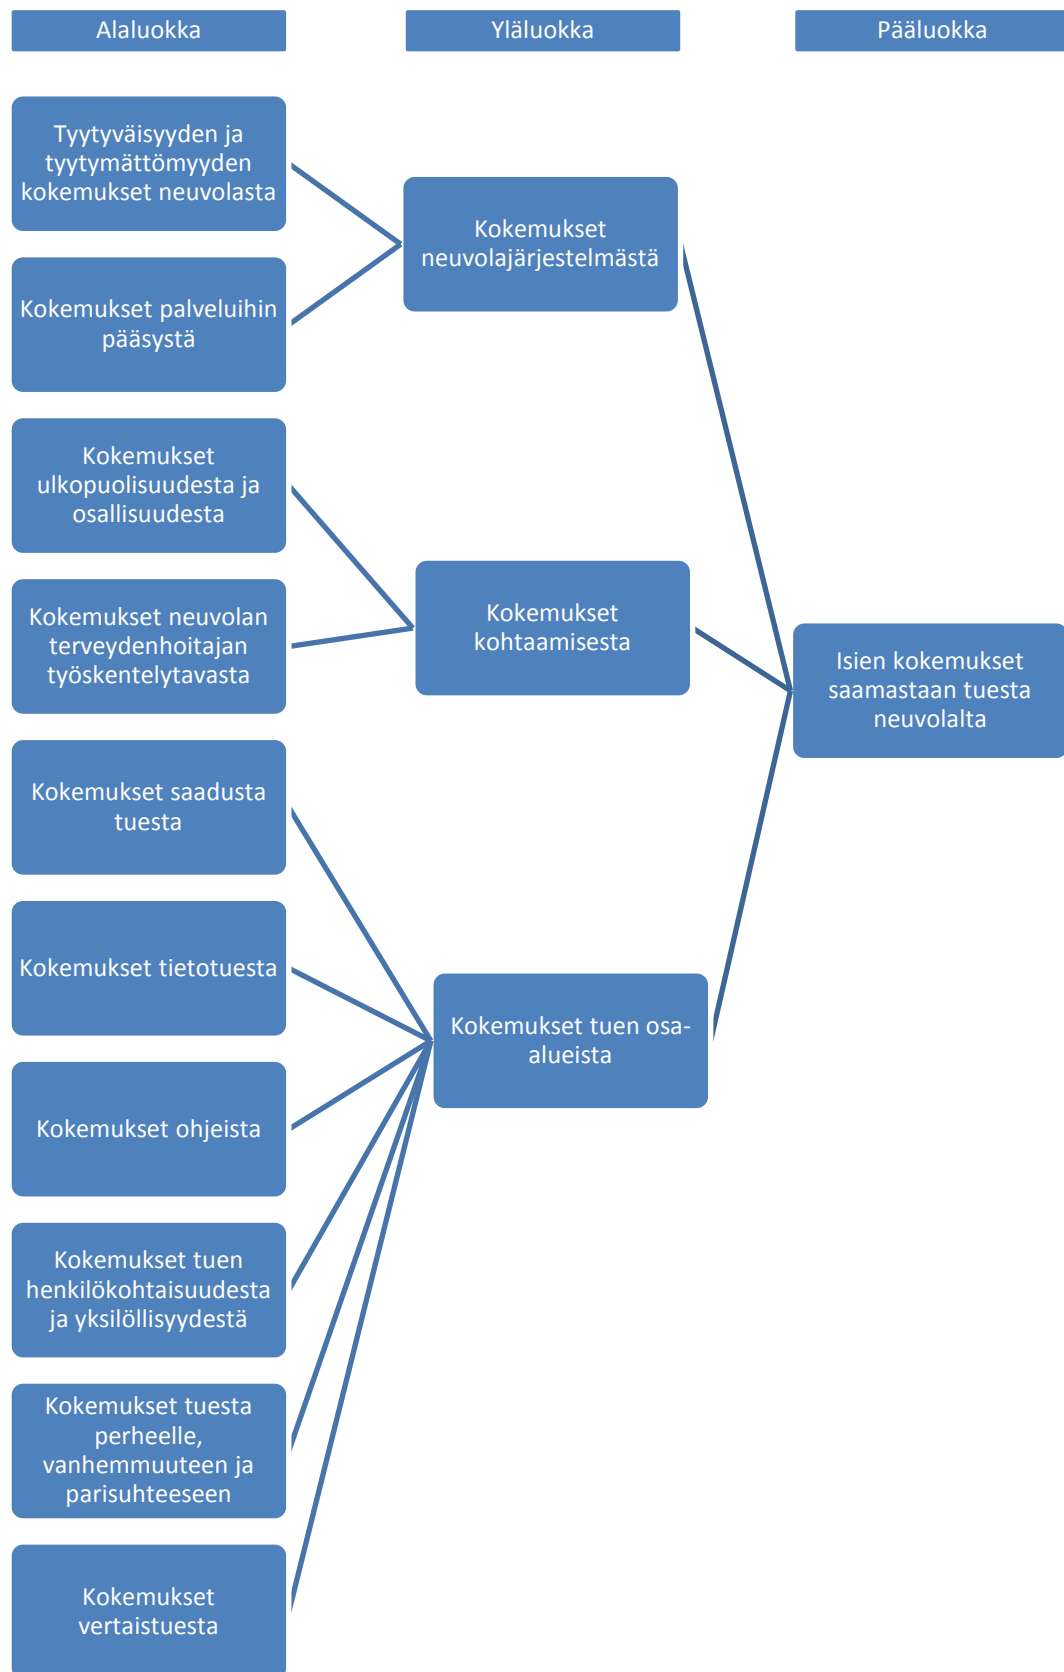 Alaluokka
Yläluokka
Pääluokka
Tyytyväisyyden ja
tyytymättömyyden
kokemukset neuvolasta
Kokemukset palveluihin
pääsystä
Kokemukset
ulkopuolisuudesta ja
osallisuudesta
Kokemukset neuvolan
terveydenhoitajan
työskentelytavasta
Kokemukset saadusta
tuesta
Kokemukset tietotuesta
Kokemukset ohjeista
Kokemukset tuen
henkilökohtaisuudesta
ja yksilöllisyydestä
Kokemukset tuesta
perheelle,
vanhemmuuteen ja
parisuhteeseen
Kokemukset
vertaistuesta
Kokemukset
neuvolajärjestelmästä
Kokemukset
kohtaamisesta
Kokemukset tuen osa-
alueista
Isien kokemukset
saamastaan tuesta
neuvolalta